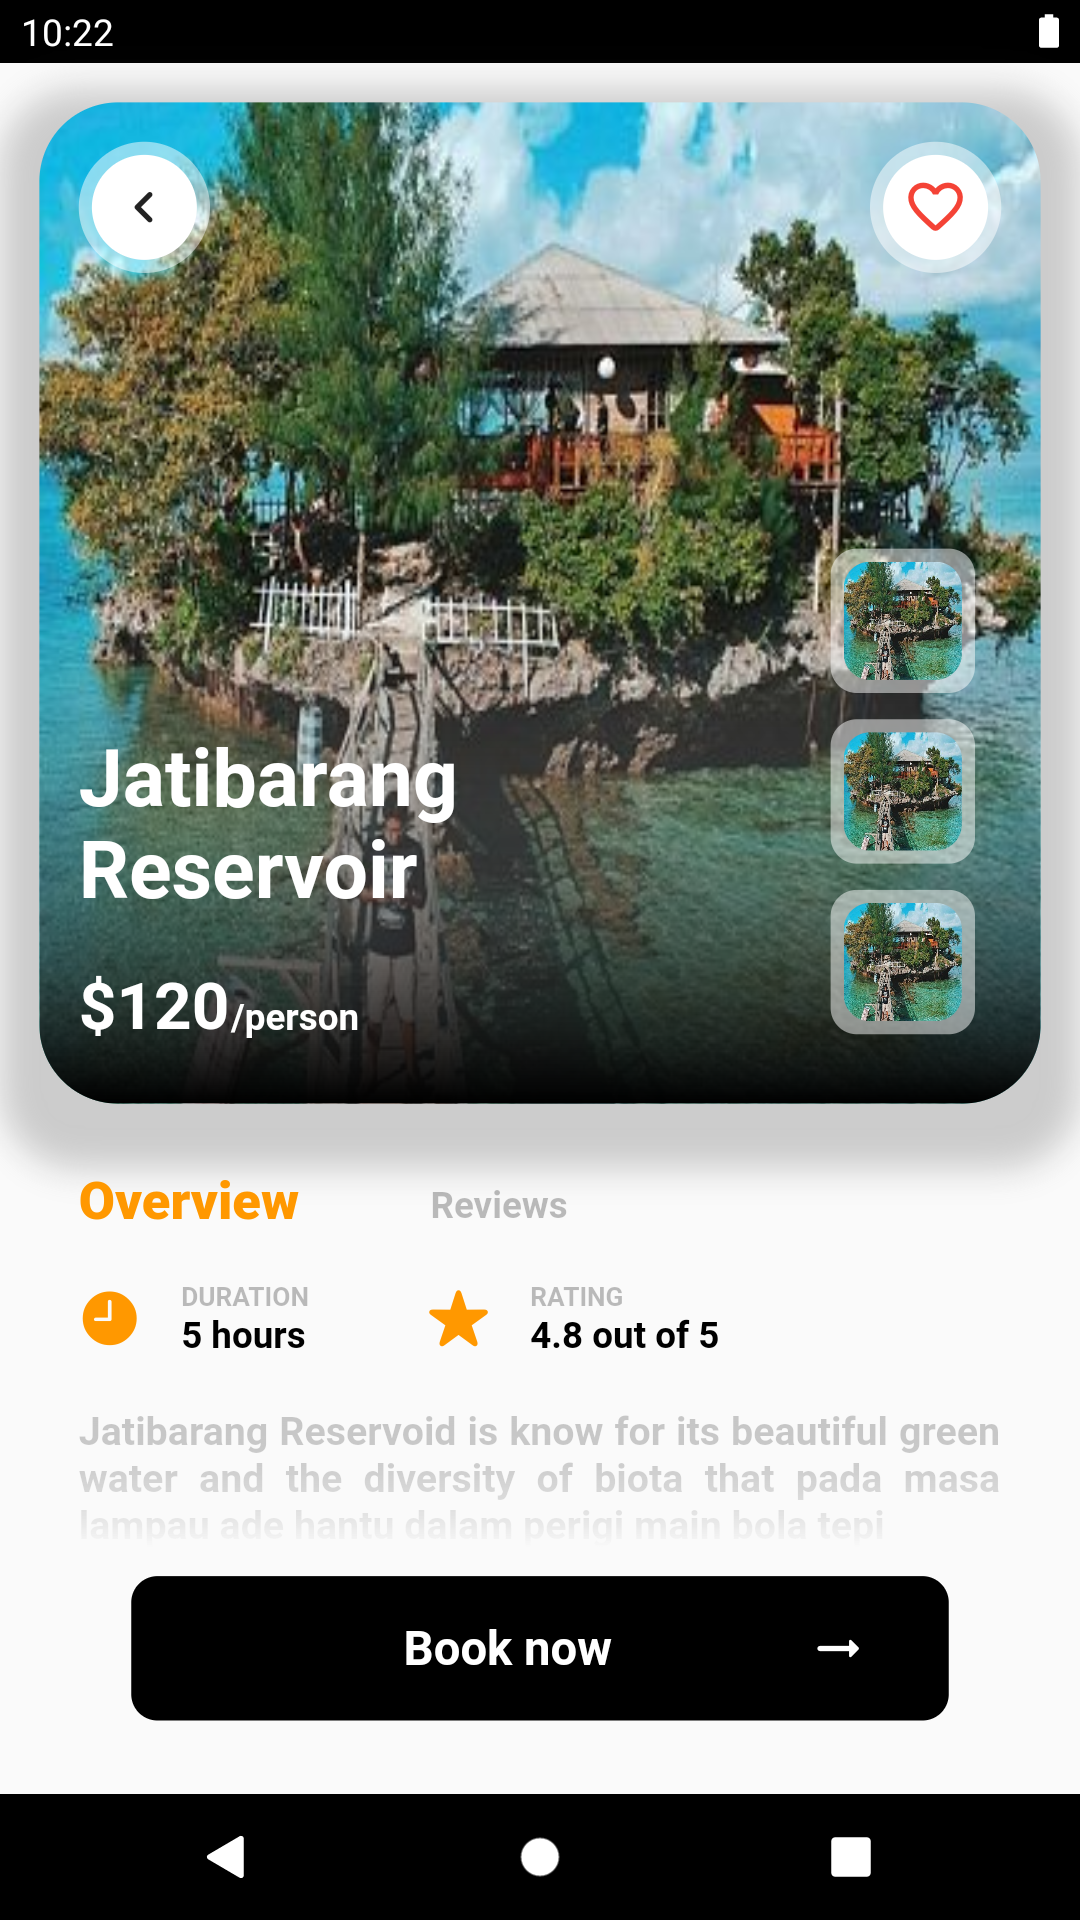 10:22
Jatibarang
Reservoir
$120/person
Overview
Reviews
DURATION
5 hours
RATING
4.8 out of 5
Jatibarang Reservoid is know for its beautiful green
water and the diversity of biota that pada masa
lampau ade hantu dalam perigi main bola tepi
Book now